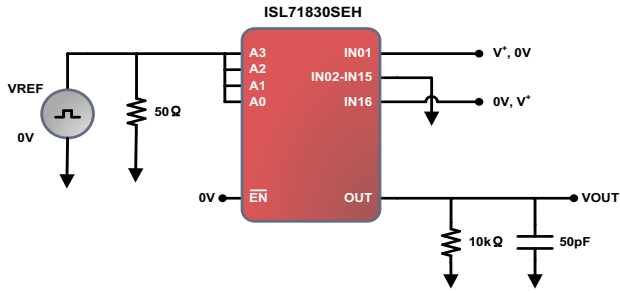 ISL71830SEH
A3
IN01
V⁺, 0V
A2
IN02-IN15
VREF
A1
A0
IN16
0V, V⁺
50Ω
0V
0V
E̅N̅
OUT
VOUT
10kΩ
50pF